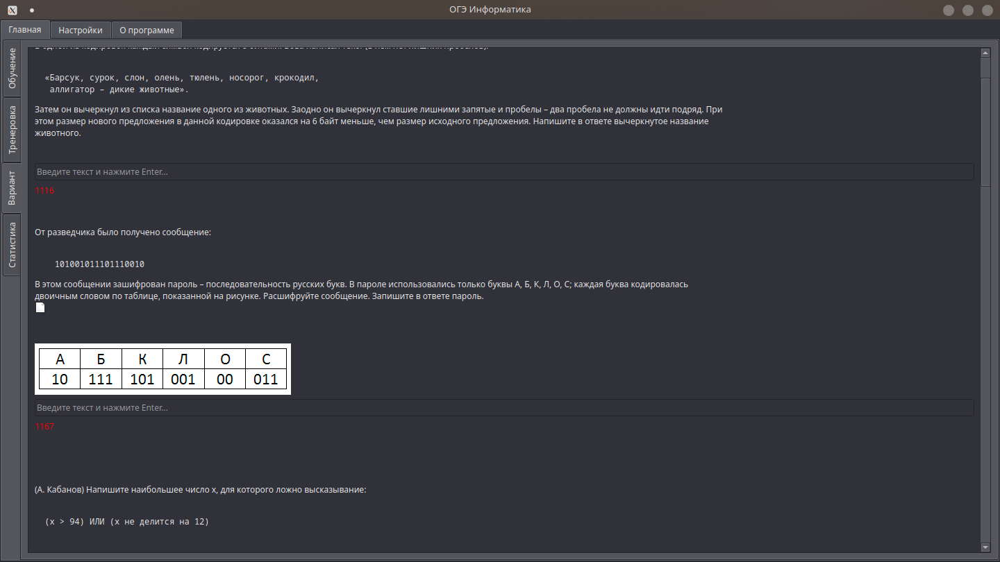 ОГЭ Информатика
Главная Настройки О программе
Обучение
Тренеровка
Вариант
Статистика
«Барсук, сурок, слон, олень, тюлень, носорог, крокодил,
аллигатор – дикие животные».
Затем он вычеркнул из списка название одного из животных. Заодно он вычеркнул ставшие лишними запятые и пробелы – два пробела не должны идти подряд. При
этом размер нового предложения в данной кодировке оказался на 6 байт меньше, чем размер исходного предложения. Напишите в ответе вычеркнутое название
животного.
Введите текст и нажмите Enter...
1116
От разведчика было получено сообщение:
101001011101110010
В этом сообщении зашифрован пароль – последовательность русских букв. В пароле использовались только буквы А, Б, К, Л, О, С; каждая буква кодировалась
двоичным словом по таблице, показанной на рисунке. Расшифруйте сообщение. Запишите в ответе пароль.
А Б К Л О С
10 111 101 001 00 011
Введите текст и нажмите Enter...
1167
(А. Кабанов) Напишите наибольшее число x, для которого ложно высказывание:
(x > 94) ИЛИ (x не делится на 12)